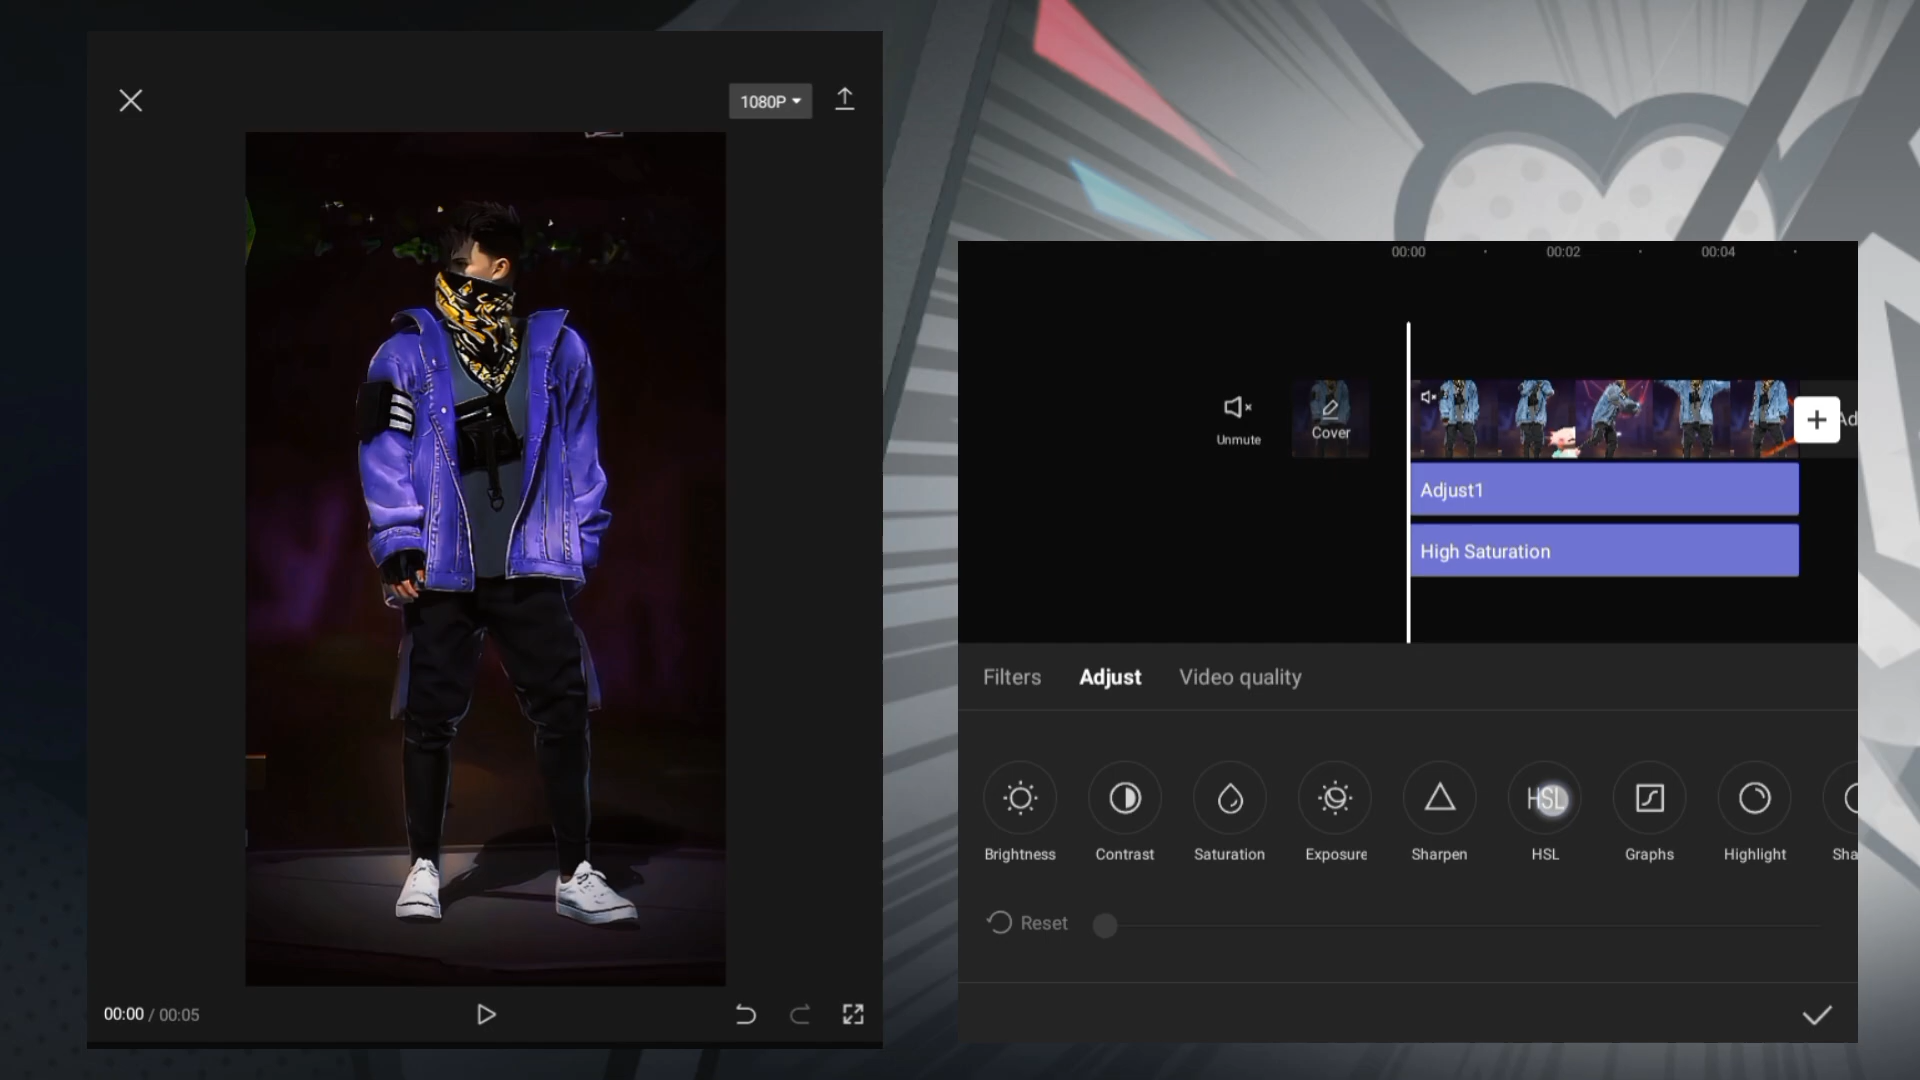 1080P
00:00 / 00:05
00:00
00:02
00:04
Unmute
Cover
Ad
Adjust1
High Saturation
Filters
Adjust
Video quality
HSL
Brightness
Contrast
Saturation
Exposure
Sharpen
HSL
Graphs
Highlight
Sha
Reset